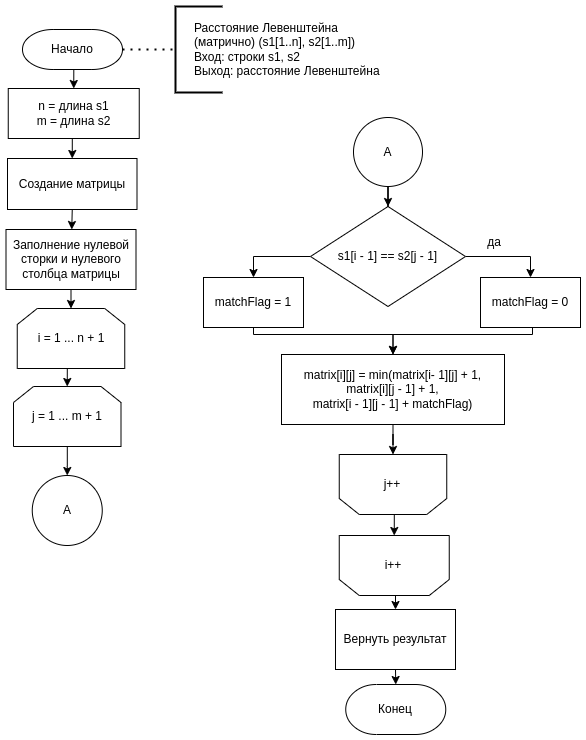 Начало
Расстояние Левенштейна
(матрично) (s1[1..n], s2[1..m])
Вход: строки s1, s2
Выход: расстояние Левенштейна
n = длина s1
m = длина s2
Создание матрицы
Заполнение нулевой
сторки и нулевого
столбца матрицы
i = 1 ... n + 1
j = 1 ... m + 1
A
A
s1[i - 1] == s2[j - 1]
да
matchFlag = 1
matchFlag = 0
matrix[i][j] = min(matrix[i- 1][j] + 1,
matrix[i][j - 1] + 1,
matrix[i - 1][j - 1] + matchFlag)
j++
i++
Вернуть результат
Конец